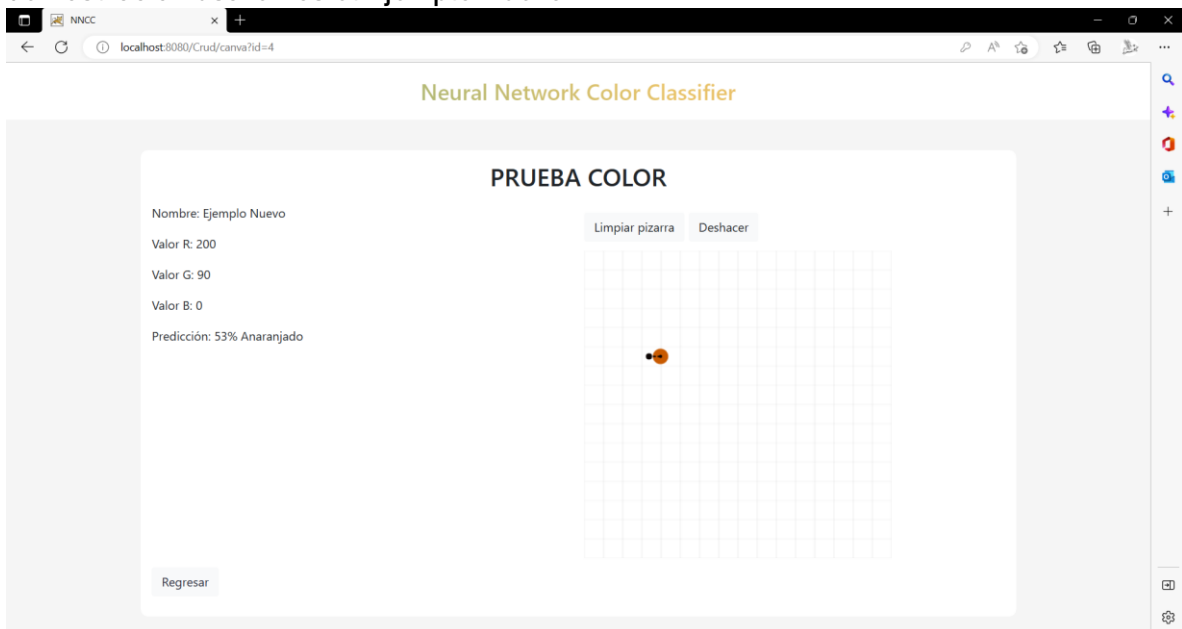 NNCC
localhost:8080/Crud/canva?id=4
Neural Network Color Classifier
PRUEBA COLOR
Nombre: Ejemplo Nuevo
Limpiar pizarra Deshacer
Valor R: 200
Valor G: 90
Valor B: 0
Predicción: 53% Anaranjado
Regresar